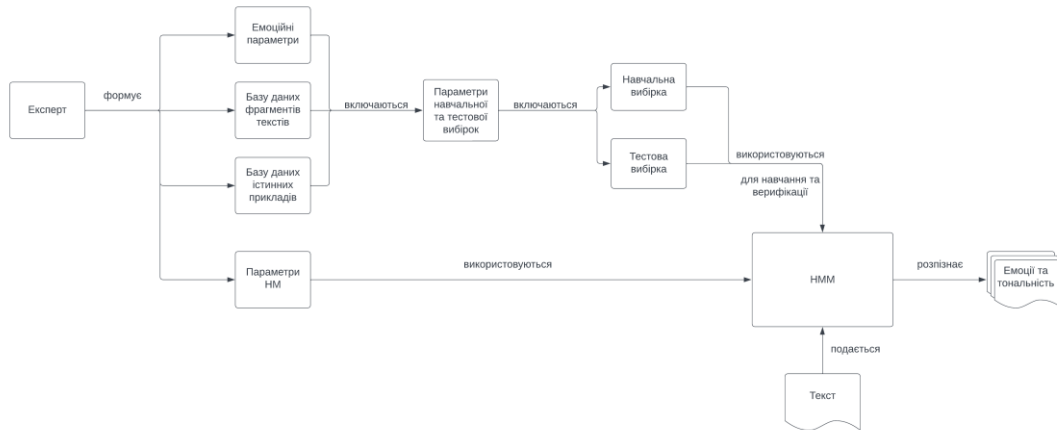 Емоційні
параметри
Експерт
формує
Базу даних
фрагментів
текстів
включаються
Параметри
навчальної
та тестової
вибірок
включаються
Навчальна
вибірка
Тестова
вибірка
використовуються
для навчання та
верифікації
Базу даних
істинних
прикладів
Параметри
НМ
використовуються
НММ
розпізнає
Емоції та
тональність
подається
Текст